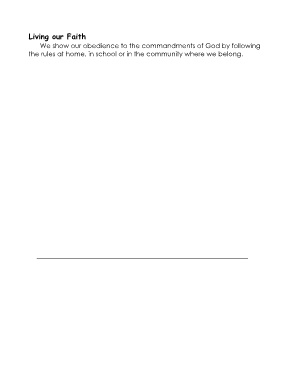 Living our Faith
We show our obedience to the commandments of God by following
the rules at home, in school or in the community where we belong.